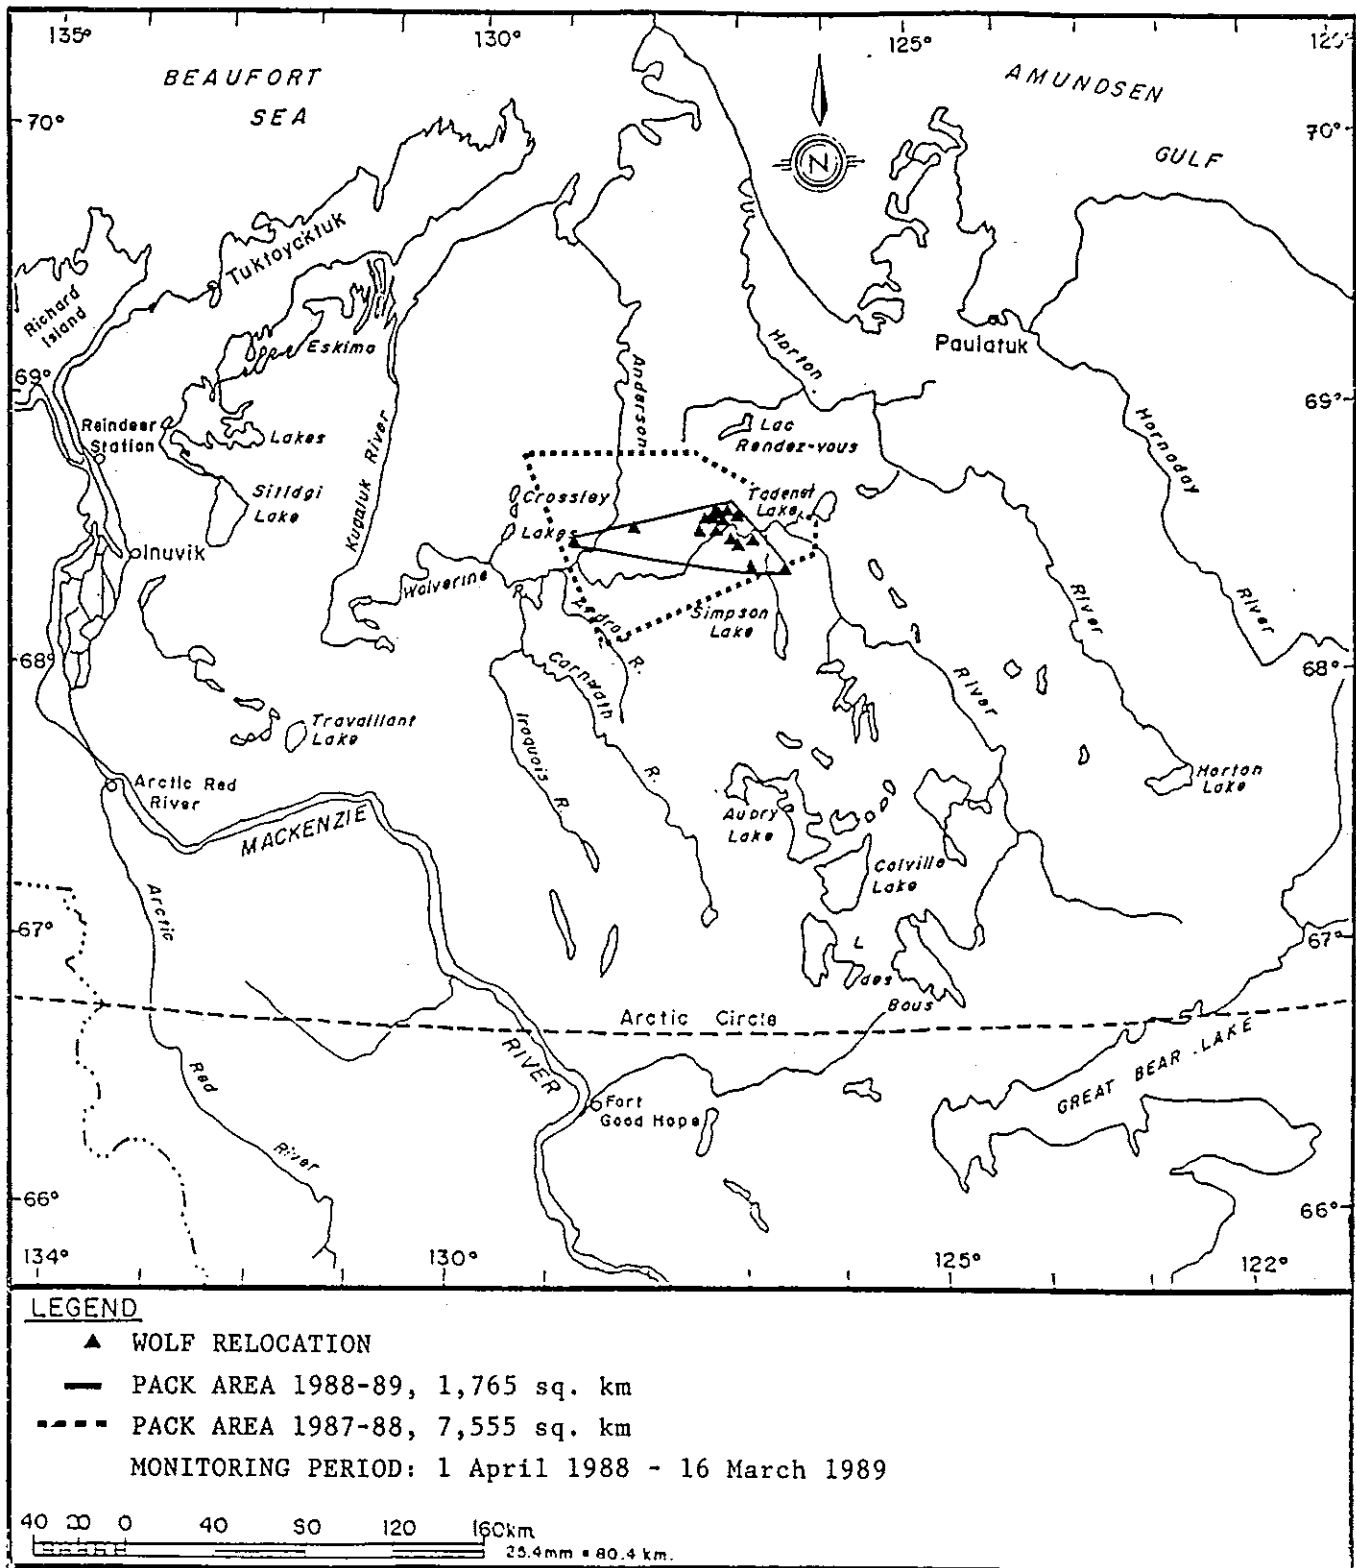 135°
130°
125°
120°
BEAUFORT
SEA
AMUNDSEN
GULF
70°
70°
N
Tuktoycktuk
Richard
Island
Eskimo
Lakes
69°
69°
Reindeer
Station
Sitidgi
Lake
Inuvik
Kugaluk River
Anderson
Horton
Paulatuk
Hornaday
River
Lac
Rendez-vous
Crossley
Lakes
Tadenet
Lake
Wolverine
R.
Andros
R.
Simpson
Lake
River
River
68°
68°
Carnwath
R.
Iroquois
R.
Travaillant
Lake
Arctic Red
River
MACKENZIE
RIVER
Aubry
Lake
Colville
Lake
Horton
Lake
67°
67°
L
des
Bous
Arctic
Red
River
Arctic Circle
GREAT BEAR LAKE
Fort
Good Hope
66°
66°
134°
130°
125°
122°
LEGEND
▲ WOLF RELOCATION
PACK AREA 1988-89, 1,765 sq. km
PACK AREA 1987-88, 7,555 sq. km
MONITORING PERIOD: 1 April 1988 - 16 March 1989
40 20 0 40 80 120 160km
25.4mm = 80.4 km.